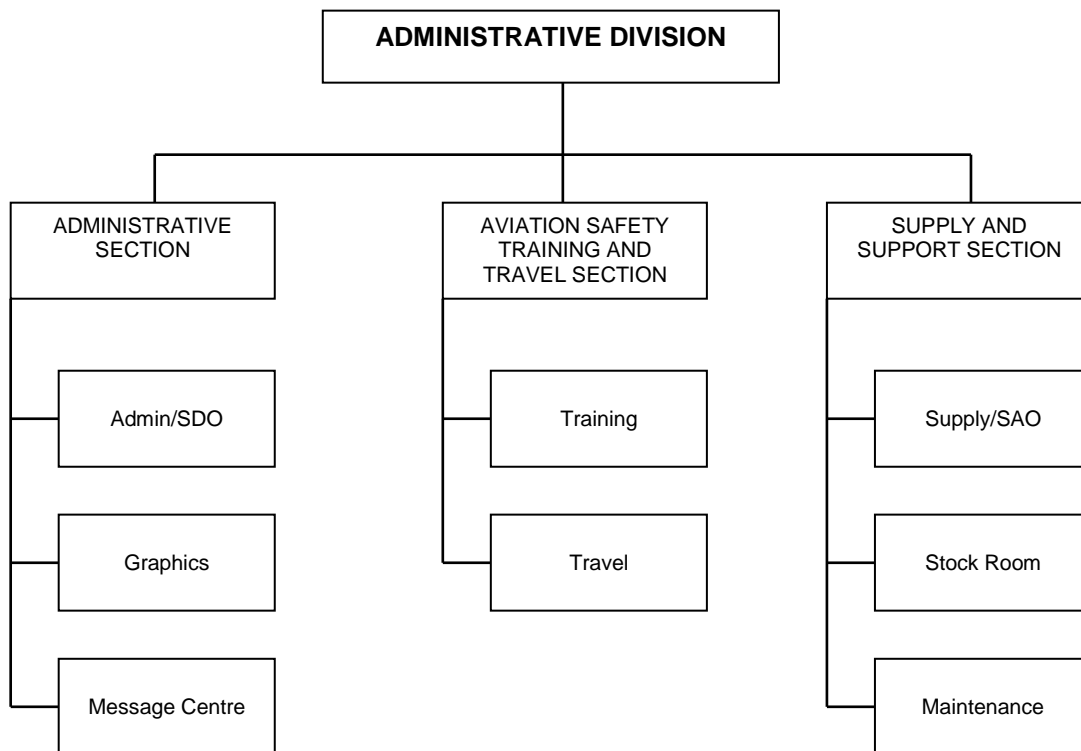 ADMINISTRATIVE DIVISION
ADMINISTRATIVE
SECTION
AVIATION SAFETY
TRAINING AND
TRAVEL SECTION
SUPPLY AND
SUPPORT SECTION
Admin/SDO
Training
Supply/SAO
Graphics
Travel
Stock Room
Message Centre
Maintenance